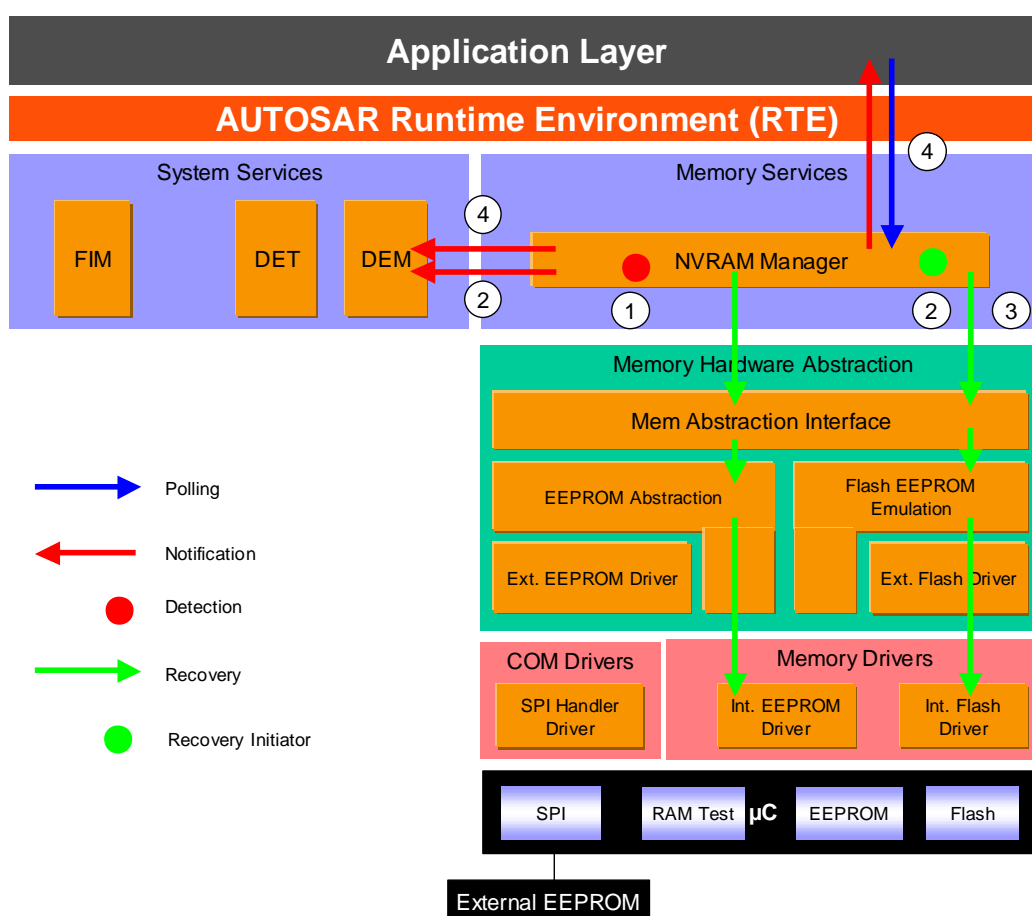 Application Layer
AUTOSAR Runtime Environment (RTE)
System Services
Memory Services
4
4
FIM
DET
DEM
NVRAM Manager
2
1
2
3
Memory Hardware Abstraction
Mem Abstraction Interface
Polling
EEPROM Abstraction
Flash EEPROM
Emulation
Notification
Ext. EEPROM Driver
Ext. Flash Driver
Detection
Recovery
COM Drivers
Memory Drivers
SPI Handler
Driver
Int. EEPROM
Driver
Int. Flash
Driver
Recovery Initiator
SPI
RAM Test
µC
EEPROM
Flash
External EEPROM